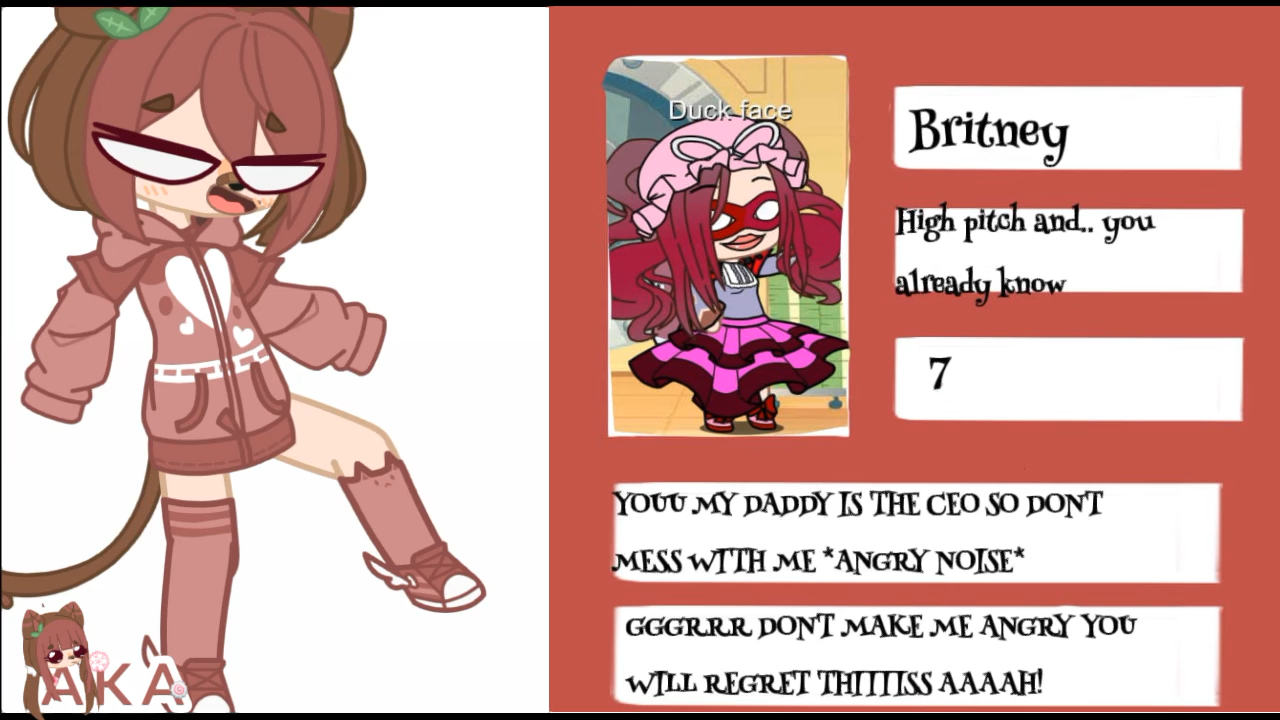 Duck face
Britney
High pitch and.. you
already know
7
YOUU MY DADDY IS THE CEO SO DONT
MESS WITH ME *ANGRY NOISE*
GGGRRR DONT MAKE ME ANGRY YOU
WILL REGRET THIIIIISS AAAAH!
AKA